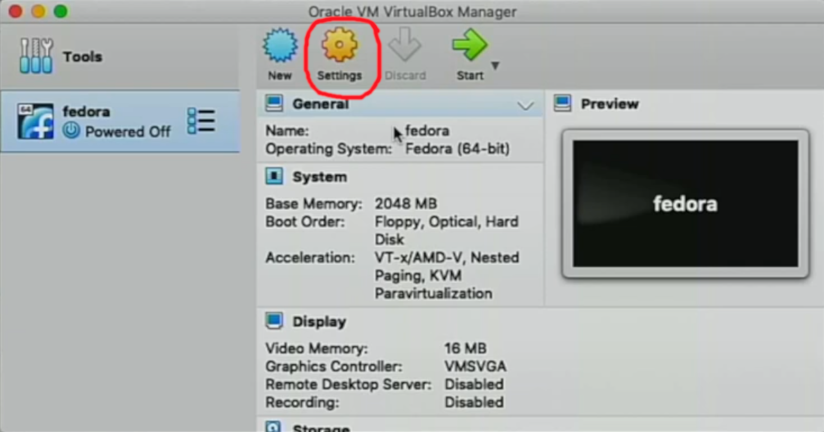 Oracle VM VirtualBox Manager
Tools
New
Settings
Discard
Start
64
fedora
Powered Off
General
Name: fedora
Operating System: Fedora (64-bit)
System
Base Memory: 2048 MB
Boot Order: Floppy, Optical, Hard
Disk
Acceleration: VT-x/AMD-V, Nested
Paging, KVM
Paravirtualization
Display
Video Memory: 16 MB
Graphics Controller: VMSVGA
Remote Desktop Server: Disabled
Recording: Disabled
Storage
Preview
fedora